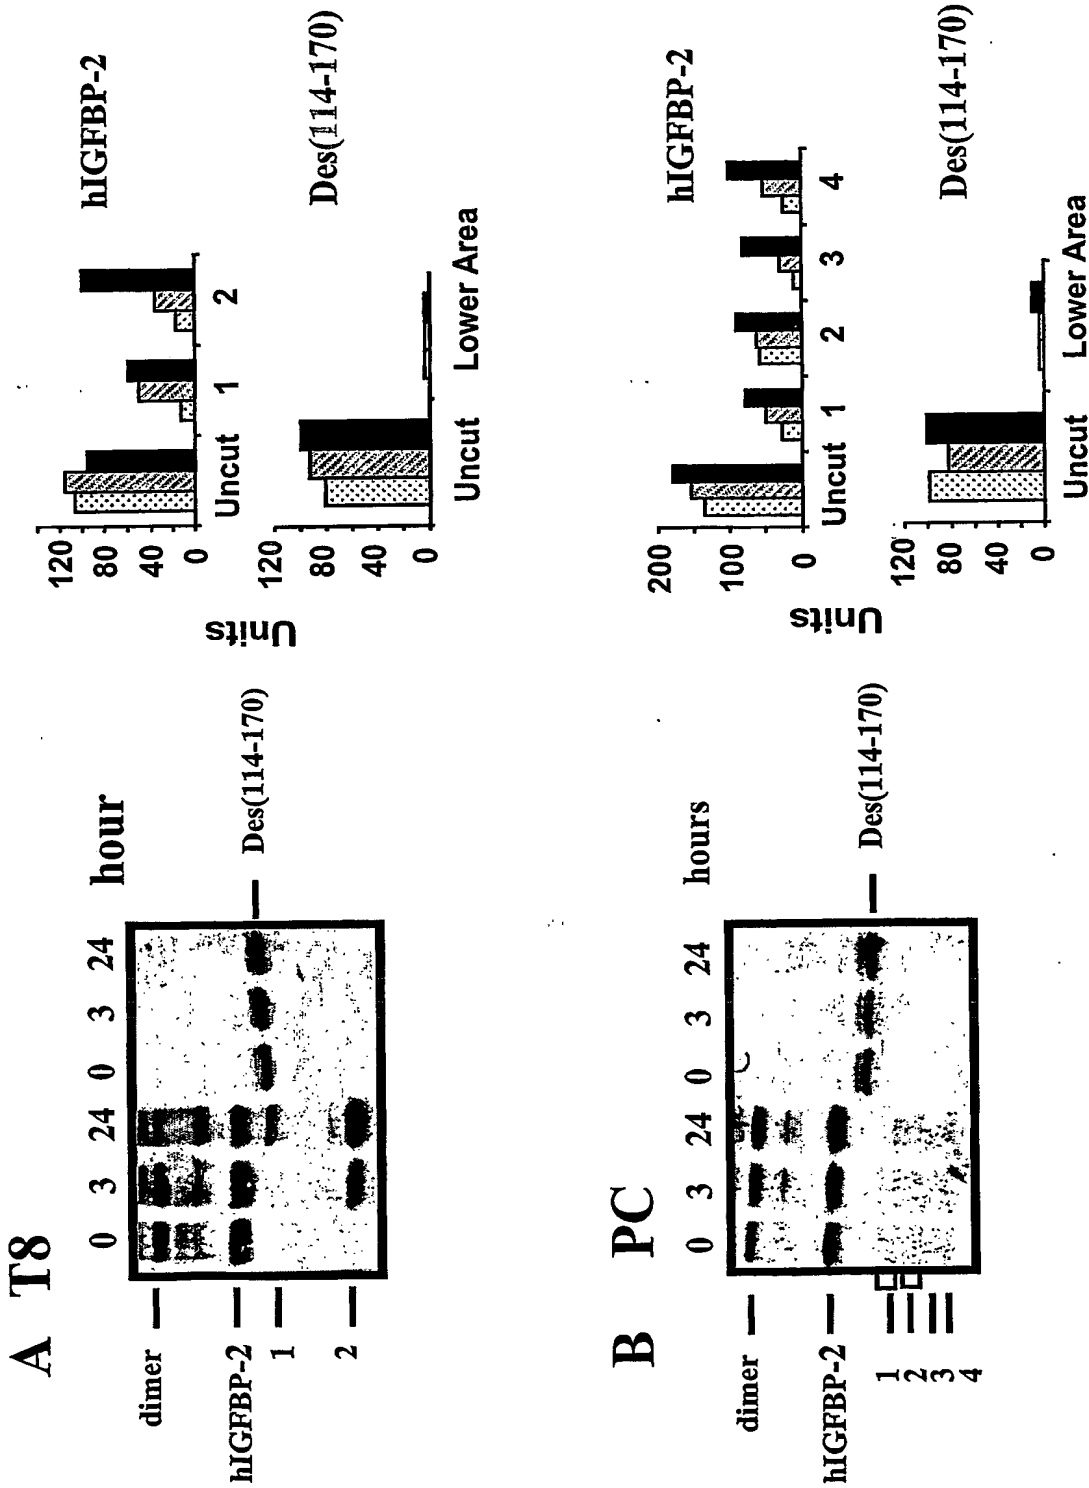 A T8
0 3 24 0 3 24 hour
dimer
hIGFBP-2
1
2
Des(114-170)
Units
120
80
40
0
Uncut 1 2
hIGFBP-2
120
80
40
0
Uncut Lower Area
Des(114-170)
B PC
0 3 24 0 3 24 hours
dimer
hIGFBP-2
1
2
3
4
Des(114-170)
Units
200
100
0
Uncut 1 2 3 4
hIGFBP-2
120
80
40
0
Uncut Lower Area
Des(114-170)